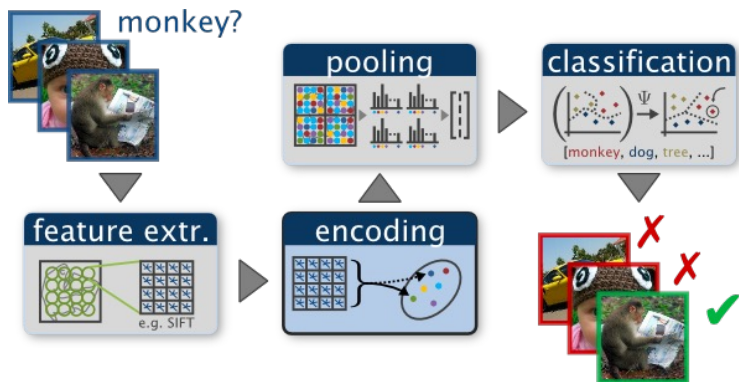 monkey?
feature extr.
e.g. SIFT
encoding
pooling
classification
Ψ
[monkey, dog, tree, ...]